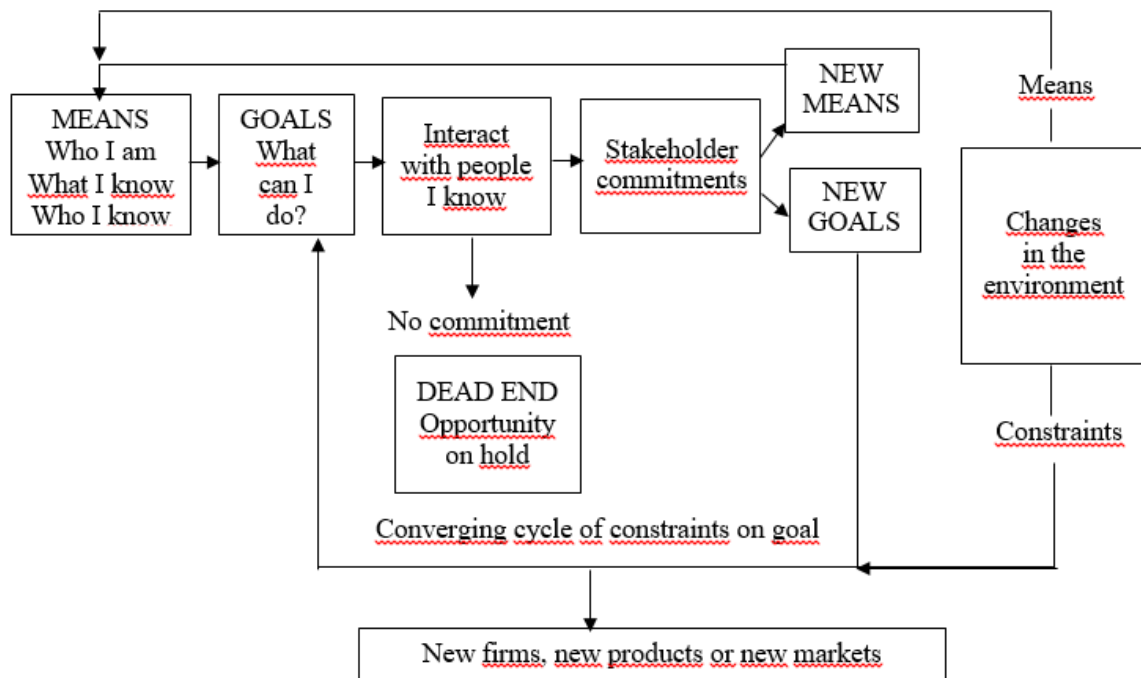 MEANS
Who I am
What I know
Who I know
GOALS
What
can I
do?
Interact
with people
I know
Stakeholder
commitments
NEW
MEANS
NEW
GOALS
Means
Changes
in the
environment
Constraints
No commitment
DEAD END
Opportunity
on hold
Converging cycle of constraints on goal
New firms, new products or new markets